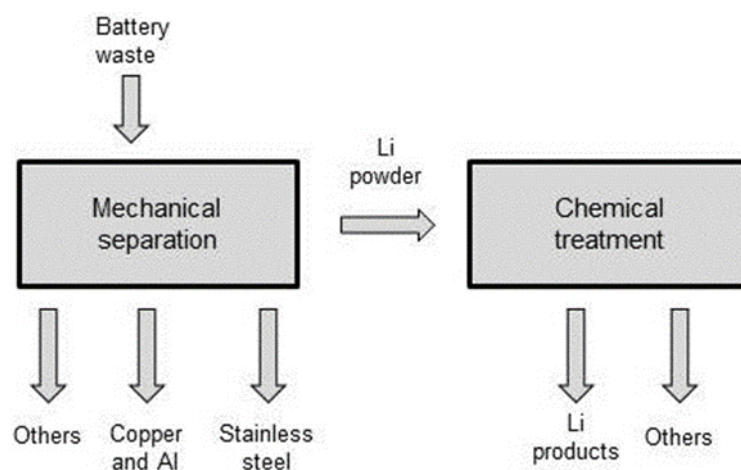 Battery
waste
Mechanical
separation
Li
powder
Chemical
treatment
Others
Copper
and Al
Stainless
steel
Li
products
Others